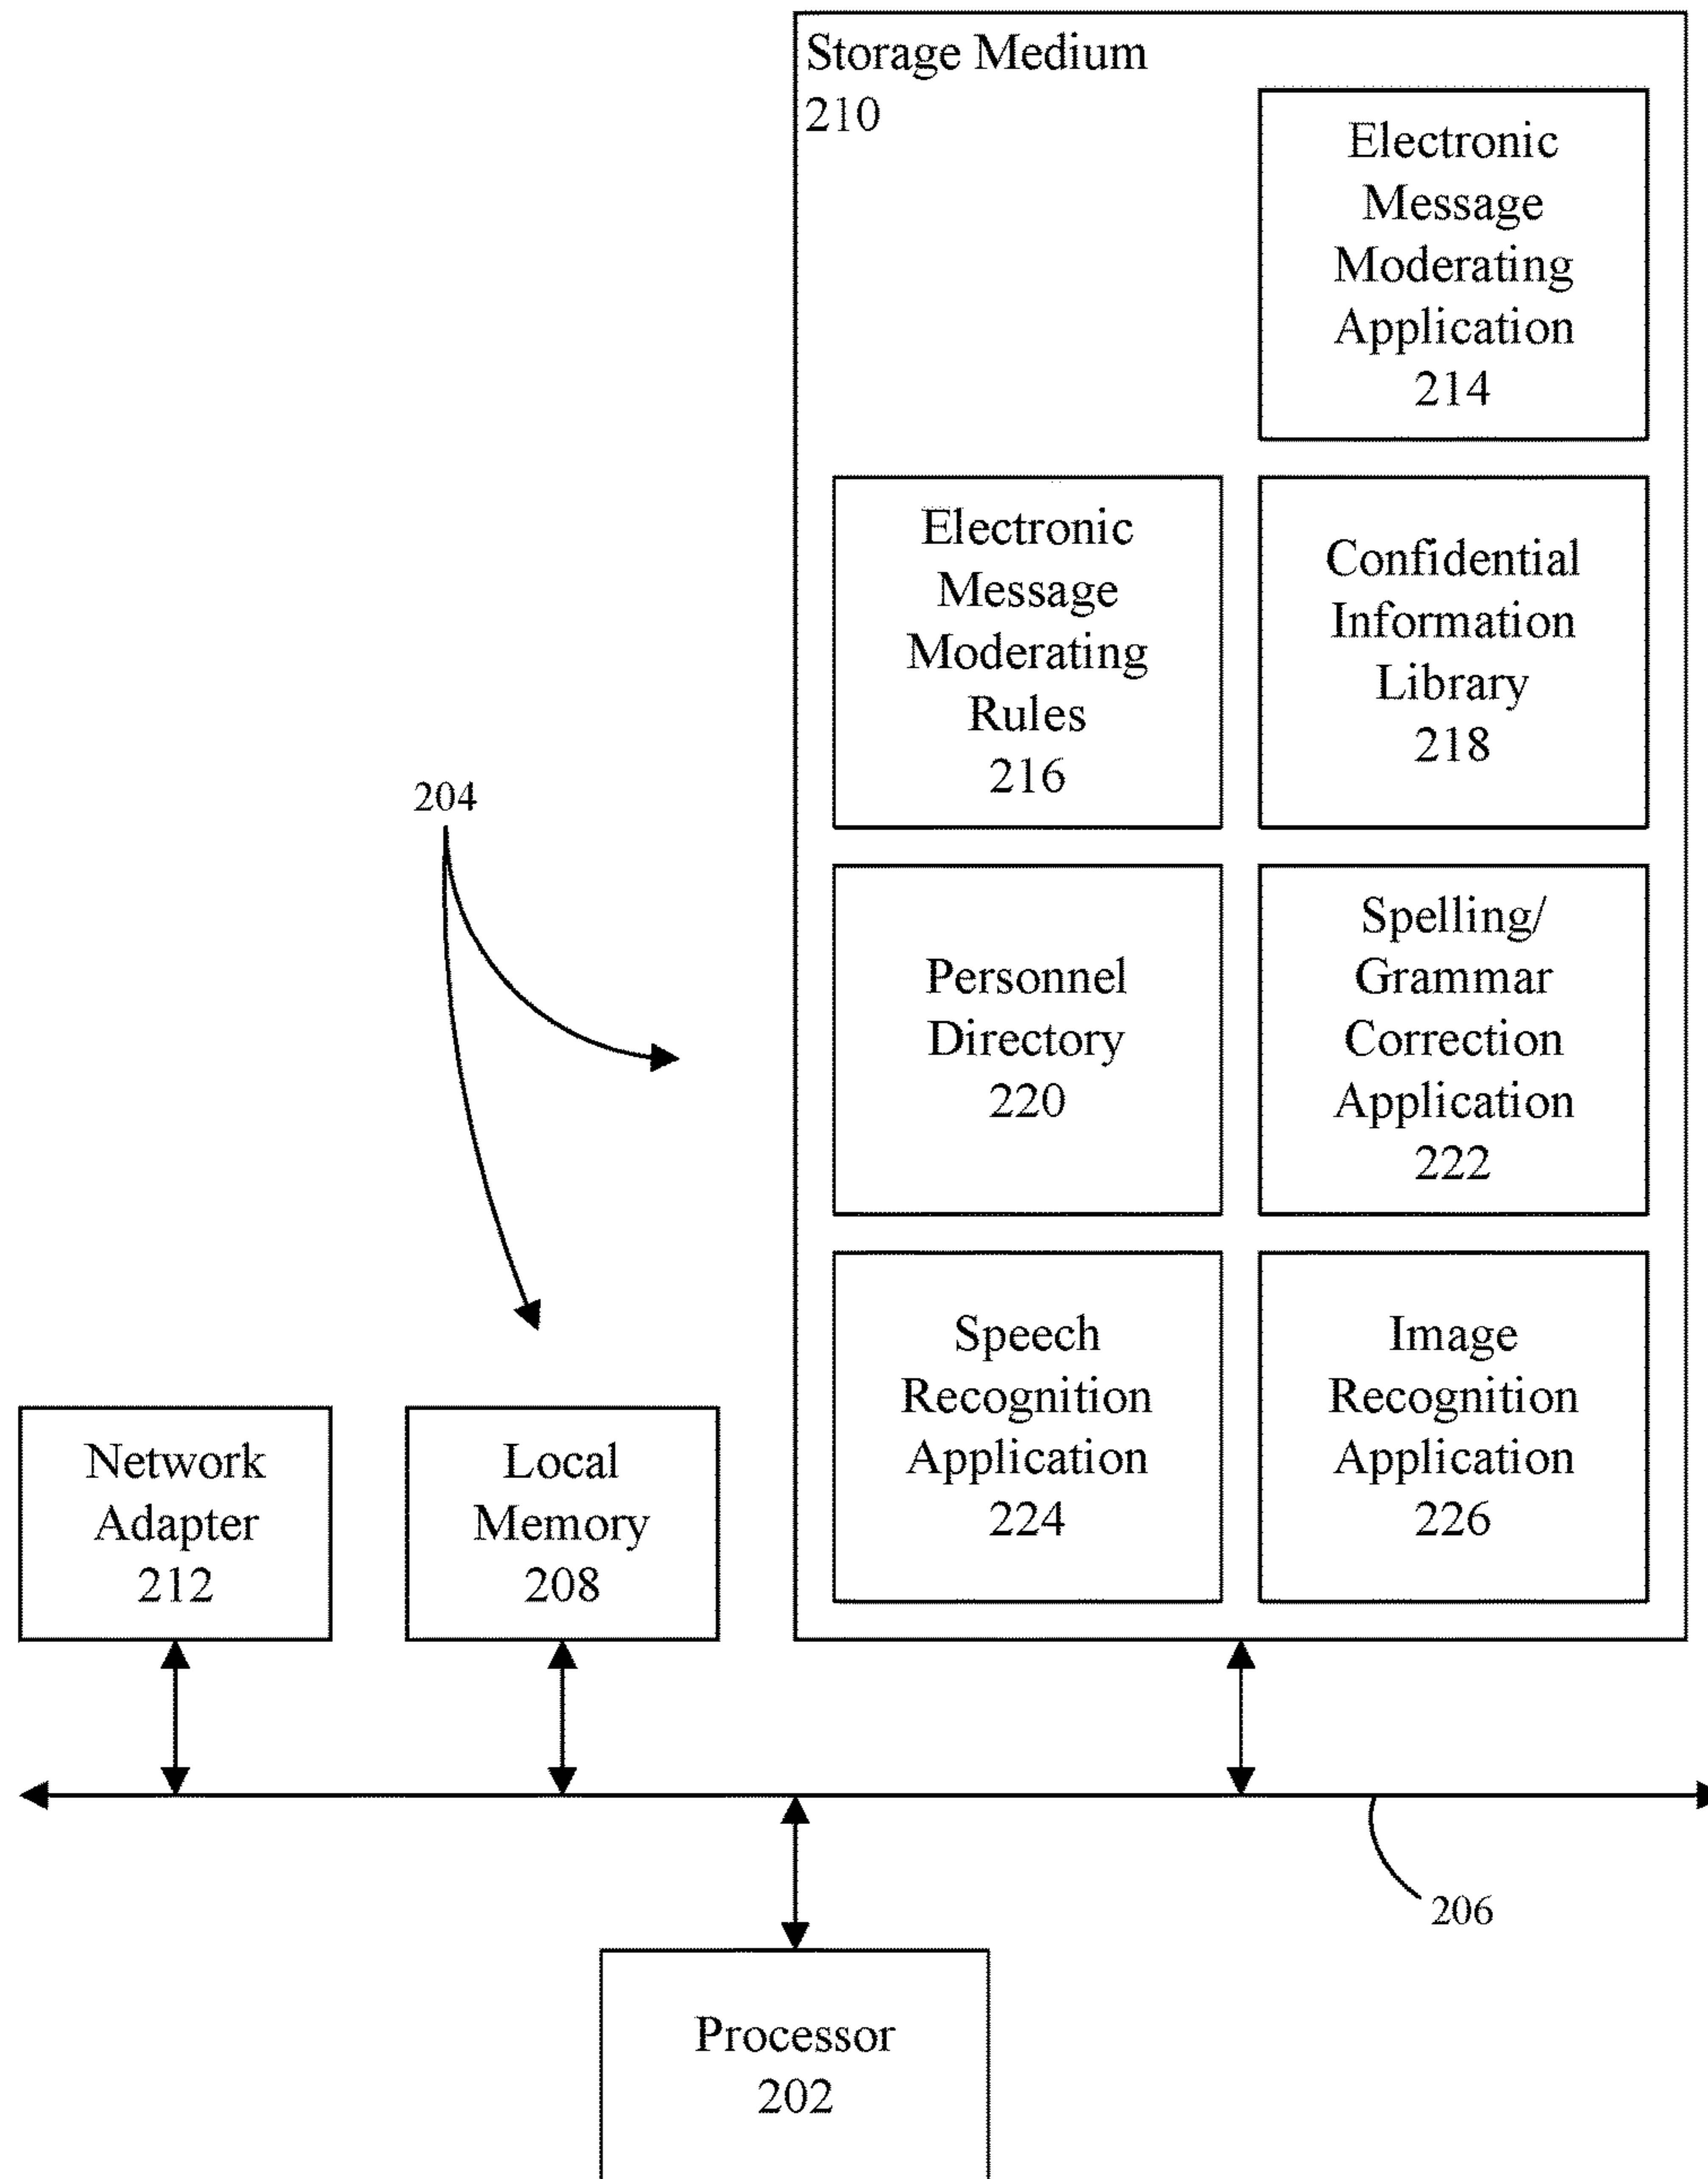 Storage Medium
210
Electronic
Message
Moderating
Application
214
Electronic
Message
Moderating
Rules
216
Confidential
Information
Library
218
204
Personnel
Directory
220
Spelling/
Grammar
Correction
Application
222
Speech
Recognition
Application
224
Image
Recognition
Application
226
Network
Adapter
212
Local
Memory
208
206
Processor
202